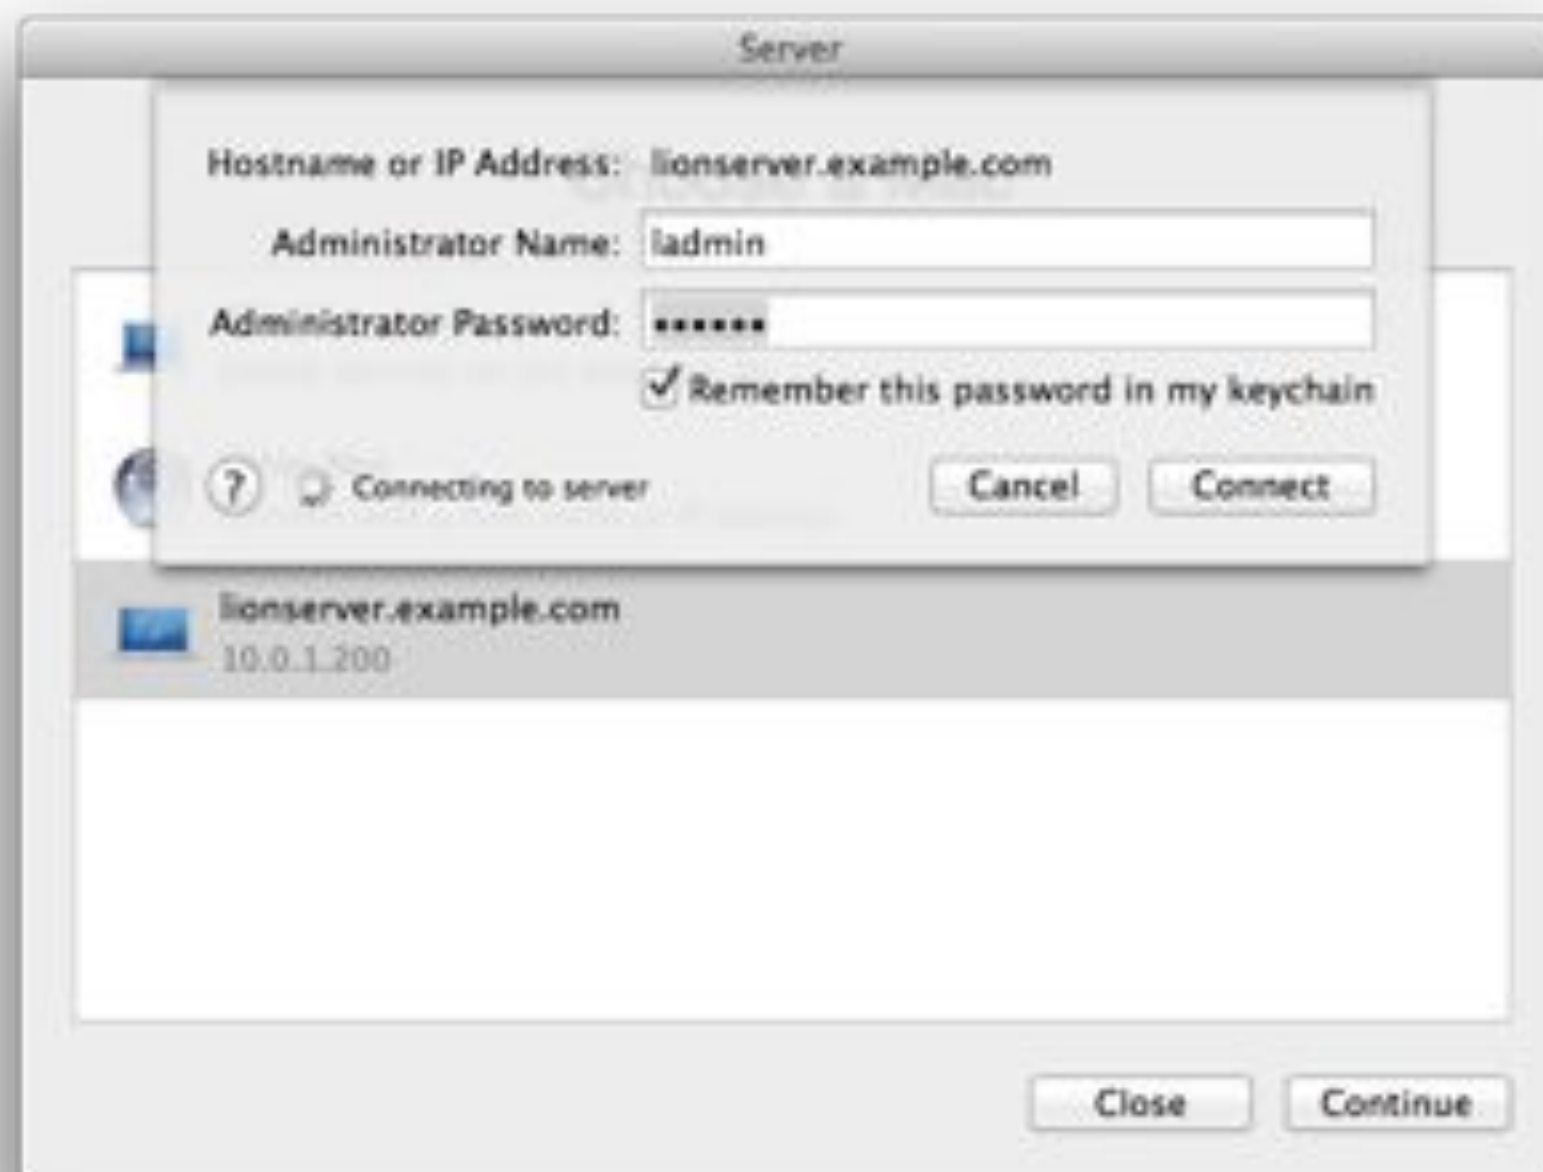 Server
Hostname or IP Address: lionserver.example.com
Administrator Name: ladmin
Administrator Password: ••••••
Remember this password in my keychain
? Connecting to server Cancel Connect
lionserver.example.com
10.0.1.200
Close Continue